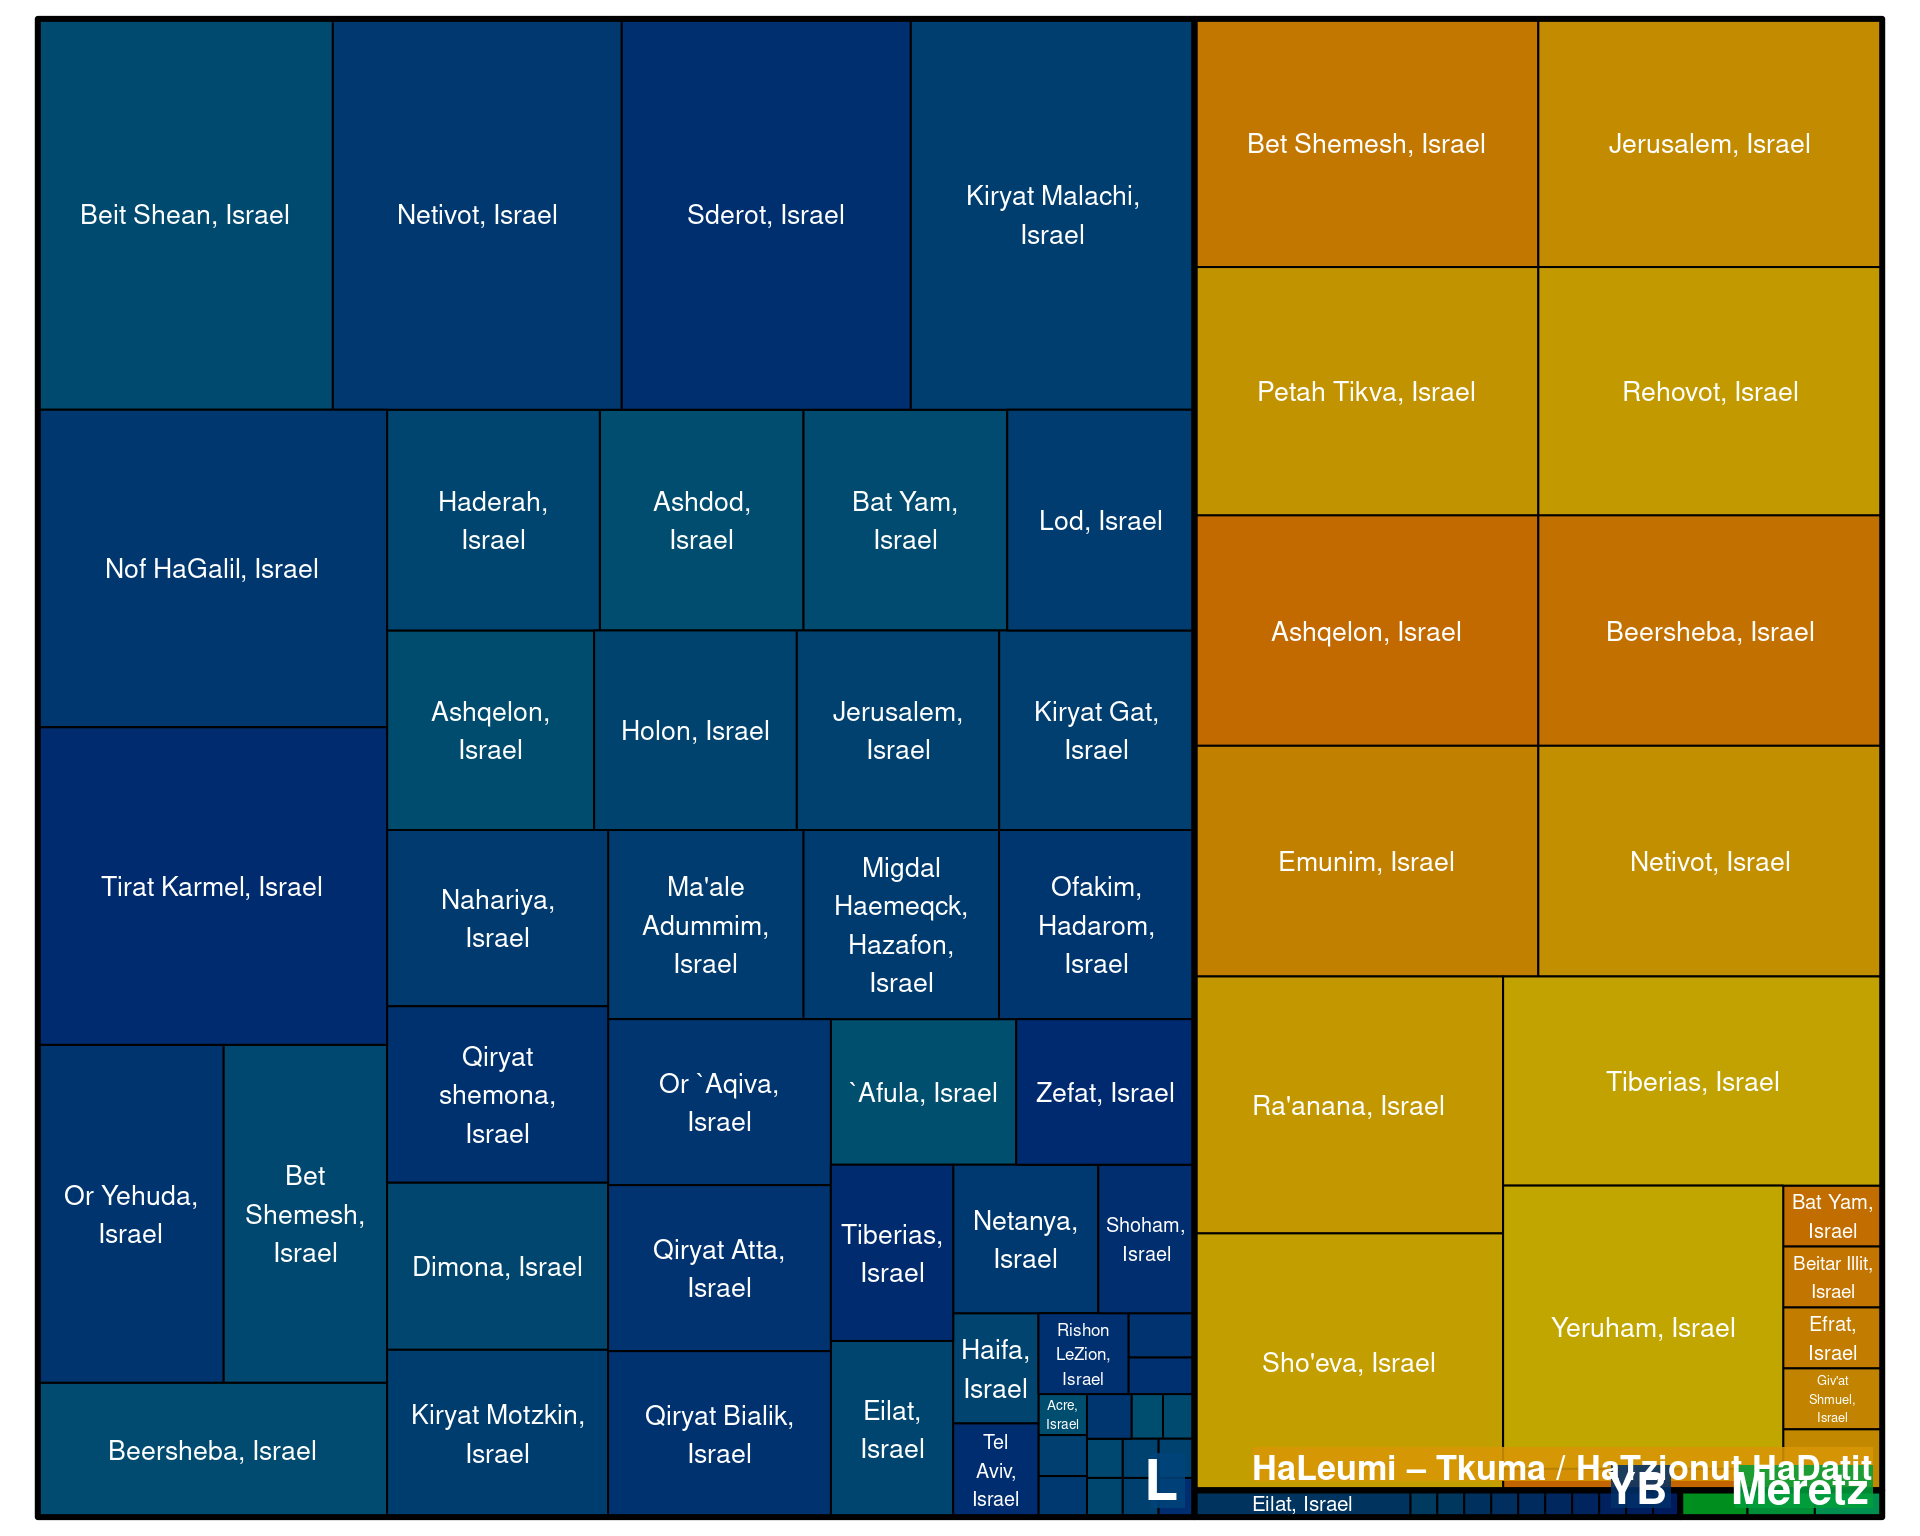 Beit Shean, Israel
Netivot, Israel
Sderot, Israel
Kiryat Malachi,
Israel
Nof HaGalil, Israel
Haderah,
Israel
Ashdod,
Israel
Bat Yam,
Israel
Lod, Israel
Ashqelon,
Israel
Holon, Israel
Jerusalem,
Israel
Kiryat Gat,
Israel
Tirat Karmel, Israel
Nahariya,
Israel
Ma'ale
Adummim,
Israel
Migdal
Haemeqck,
Hazafon,
Israel
Ofakim,
Hadarom,
Israel
Qiryat
shemona,
Israel
Or `Aqiva,
Israel
`Afula, Israel
Zefat, Israel
Or Yehuda,
Israel
Bet
Shemesh,
Israel
Dimona, Israel
Qiryat Atta,
Israel
Tiberias,
Israel
Netanya,
Israel
Shoham,
Israel
Beersheba, Israel
Kiryat Motzkin,
Israel
Qiryat Bialik,
Israel
Eilat,
Israel
Haifa,
Israel
Rishon
LeZion,
Israel
Acre,
Israel
Tel
Aviv,
Israel
L
Bet Shemesh, Israel
Jerusalem, Israel
Petah Tikva, Israel
Rehovot, Israel
Ashqelon, Israel
Beersheba, Israel
Emunim, Israel
Netivot, Israel
Ra'anana, Israel
Tiberias, Israel
Sho'eva, Israel
Yeruham, Israel
Bat Yam,
Israel
Beitar Illit,
Israel
Efrat,
Israel
Giv'at
Shmuel,
Israel
HaLeumi – Tkuma / HaTzionut HaDatit
Eilat, Israel
YB
Meretz